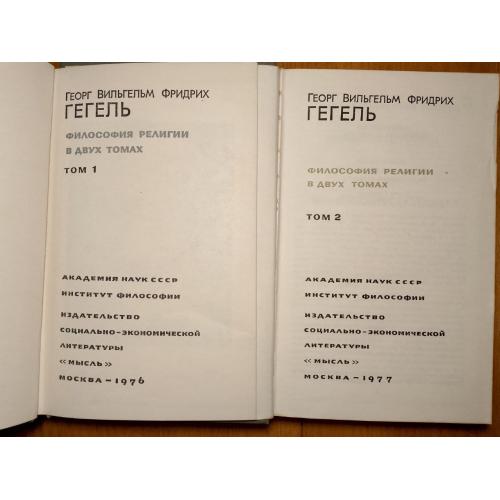 ГЕОРГ ВИЛЬГЕЛЬМ ФРИДРИХ
ГЕГЕЛЬ
ФИЛОСОФИЯ РЕЛИГИИ
В ДВУХ ТОМАХ
ТОМ 1
АКАДЕМИЯ НАУК СССР
ИНСТИТУТ ФИЛОСОФИИ
ИЗДАТЕЛЬСТВО
СОЦИАЛЬНО-ЭКОНОМИЧЕСКОЙ
ЛИТЕРАТУРЫ
«МЫСЛЬ»
МОСКВА – 1976
ГЕОРГ ВИЛЬГЕЛЬМ ФРИДРИХ
ГЕГЕЛЬ
ФИЛОСОФИЯ РЕЛИГИИ
В ДВУХ ТОМАХ
ТОМ 2
АКАДЕМИЯ НАУК СССР
ИНСТИТУТ ФИЛОСОФИИ
ИЗДАТЕЛЬСТВО
СОЦИАЛЬНО-ЭКОНОМИЧЕСКОЙ
ЛИТЕРАТУРЫ
«МЫСЛЬ»
МОСКВА – 1977